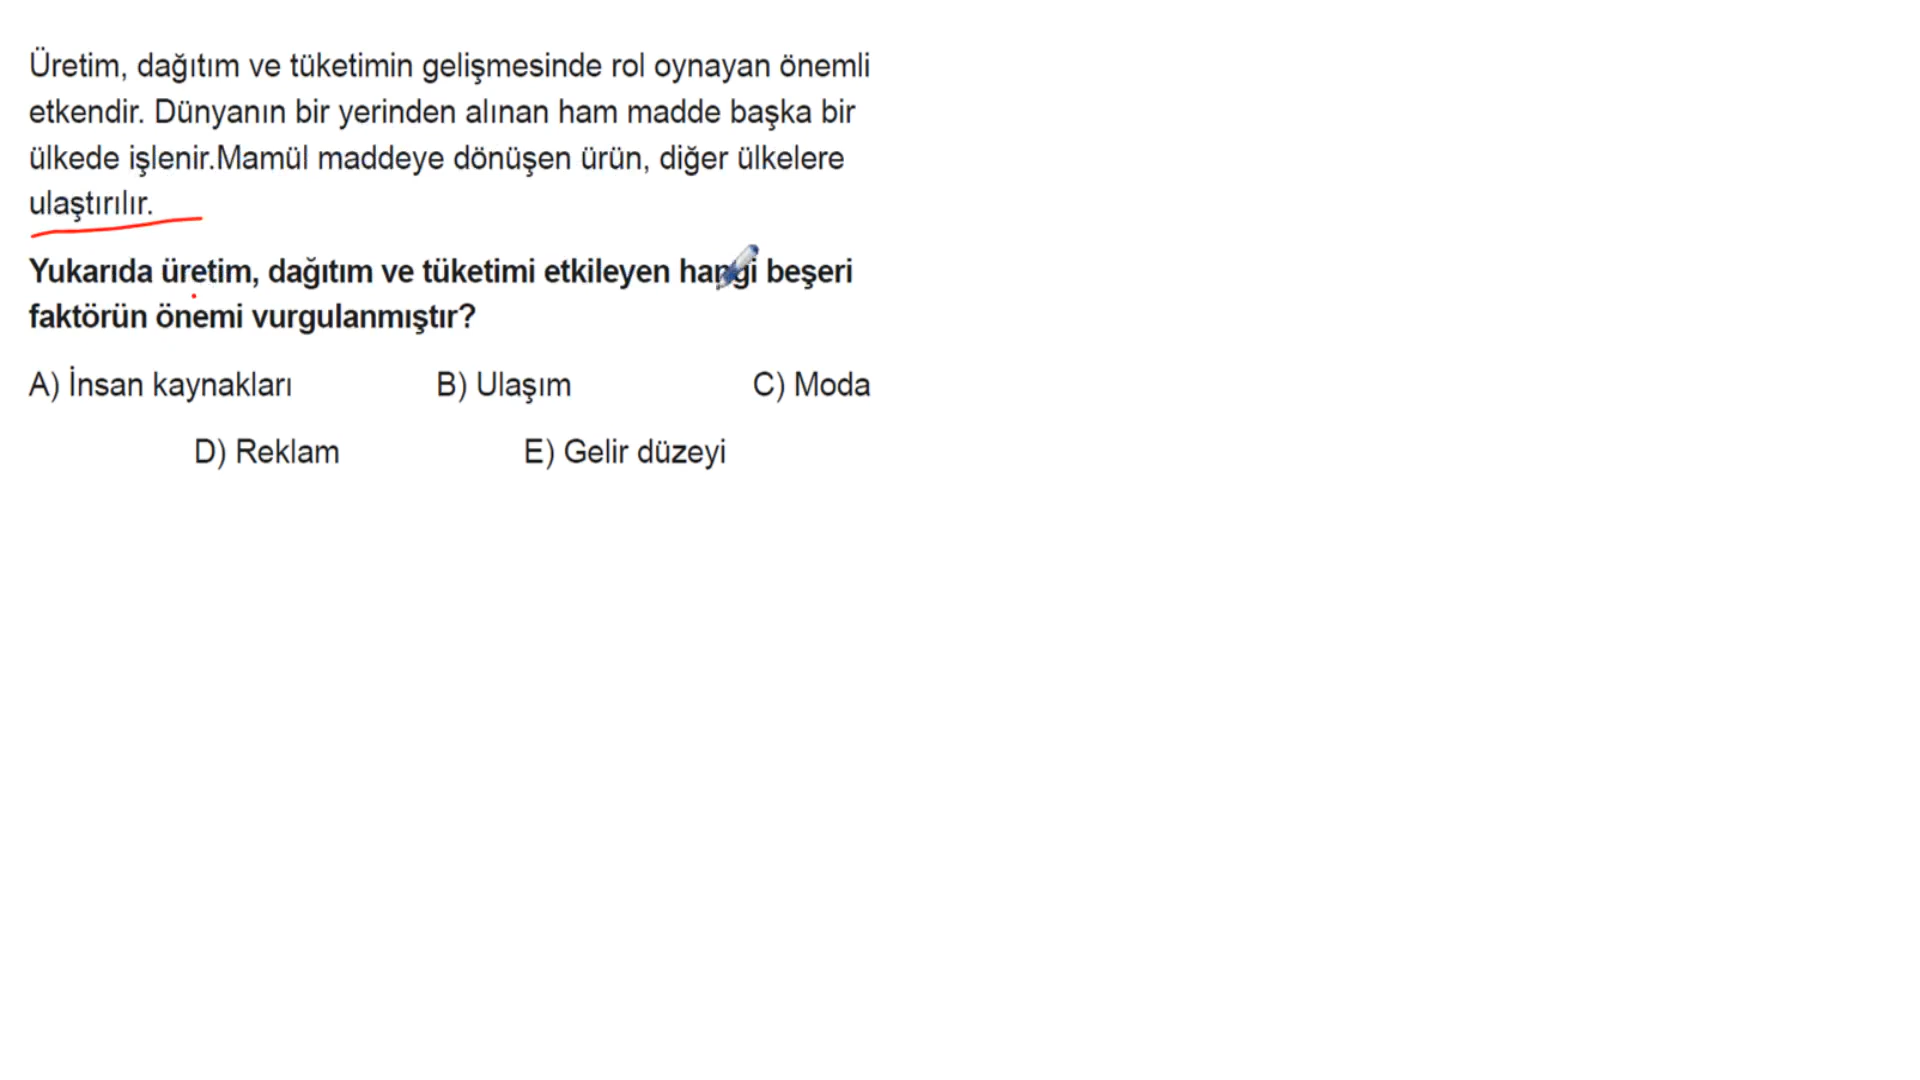 Üretim, dağıtım ve tüketimin gelişmesinde rol oynayan önemli
etkendir. Dünyanın bir yerinden alınan ham madde başka bir
ülkede işlenir.Mamül maddeye dönüşen ürün, diğer ülkelere
ulaştırılır.
Yukarıda üretim, dağıtım ve tüketimi etkileyen hangi beşeri
faktörün önemi vurgulanmıştır?
A) İnsan kaynakları B) Ulaşım C) Moda
D) Reklam E) Gelir düzeyi